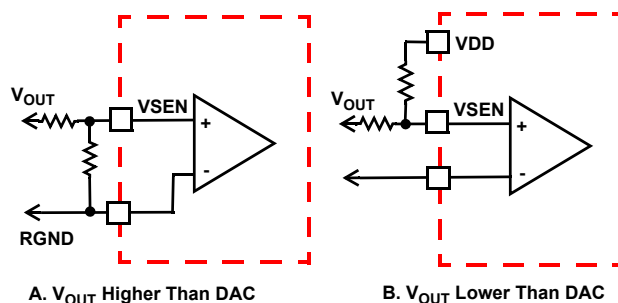 VDD
VOUT
VSEN
+
-
RGND
VOUT
VSEN
+
-
A. VOUT Higher Than DAC
B. VOUT Lower Than DAC